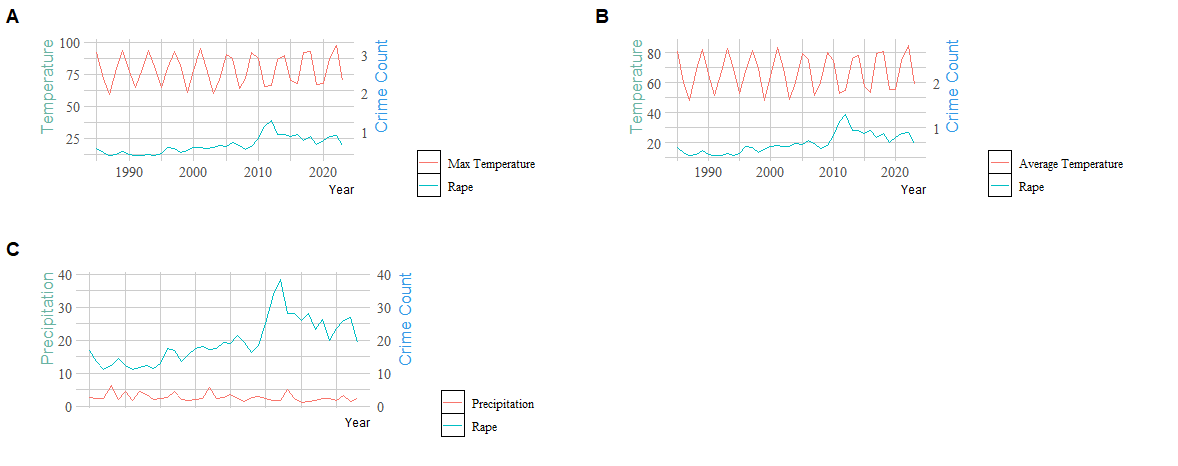 A
Temperature
100
75
50
25
3
2
1
Crime Count
1990
2000
2010
2020
Year
Max Temperature
Rape
B
Temperature
80
60
40
20
2
1
Crime Count
1990
2000
2010
2020
Year
Average Temperature
Rape
C
Precipitation
40
30
20
10
0
40
30
20
10
0
Crime Count
Year
Precipitation
Rape